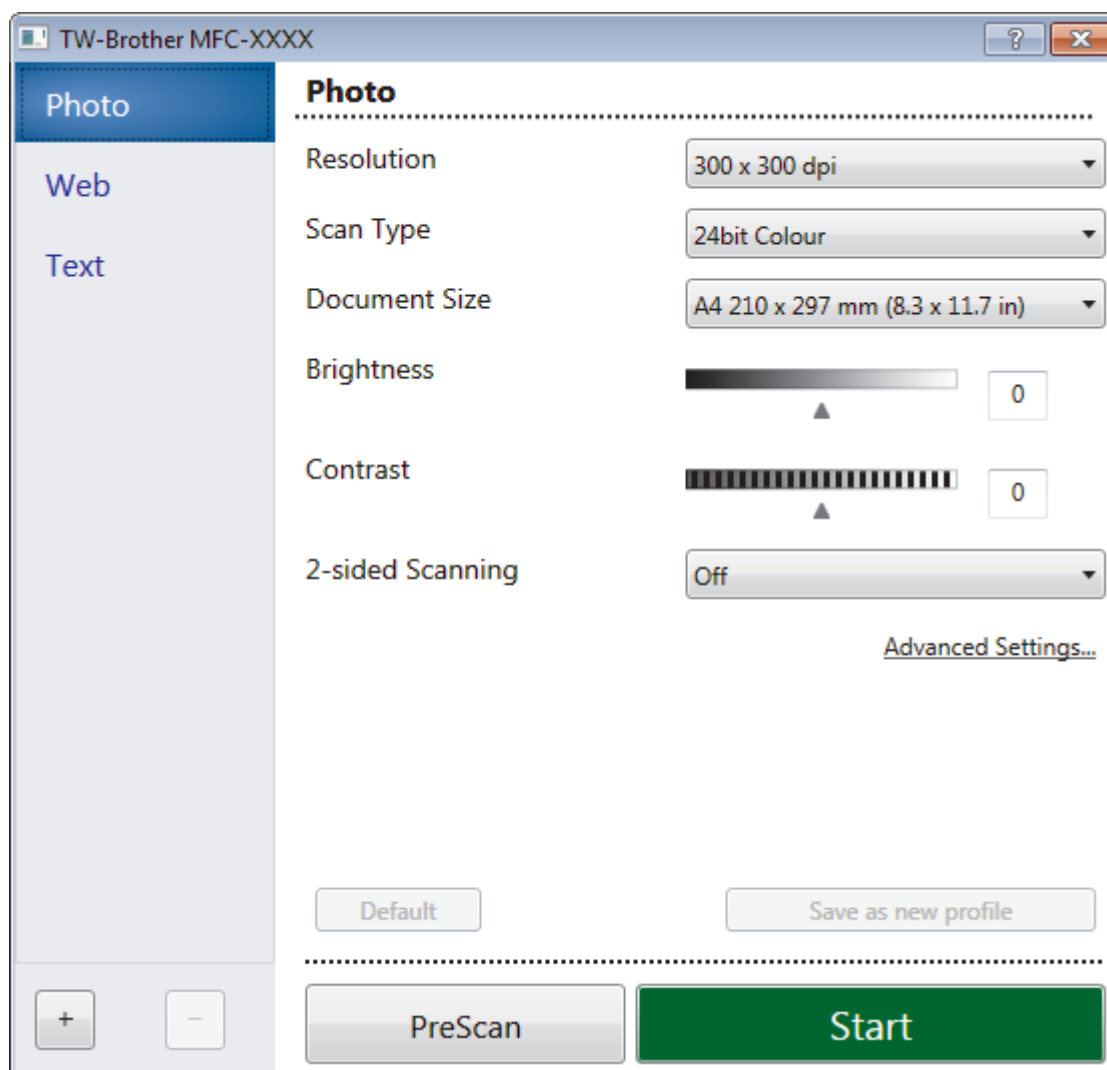 TW-Brother MFC-XXXX
?
Photo
Web
Text
Photo
Resolution
300 x 300 dpi
Scan Type
24bit Colour
Document Size
A4 210 x 297 mm (8.3 x 11.7 in)
Brightness
0
Contrast
0
2-sided Scanning
Off
Advanced Settings...
Default
Save as new profile
+
−
PreScan
Start